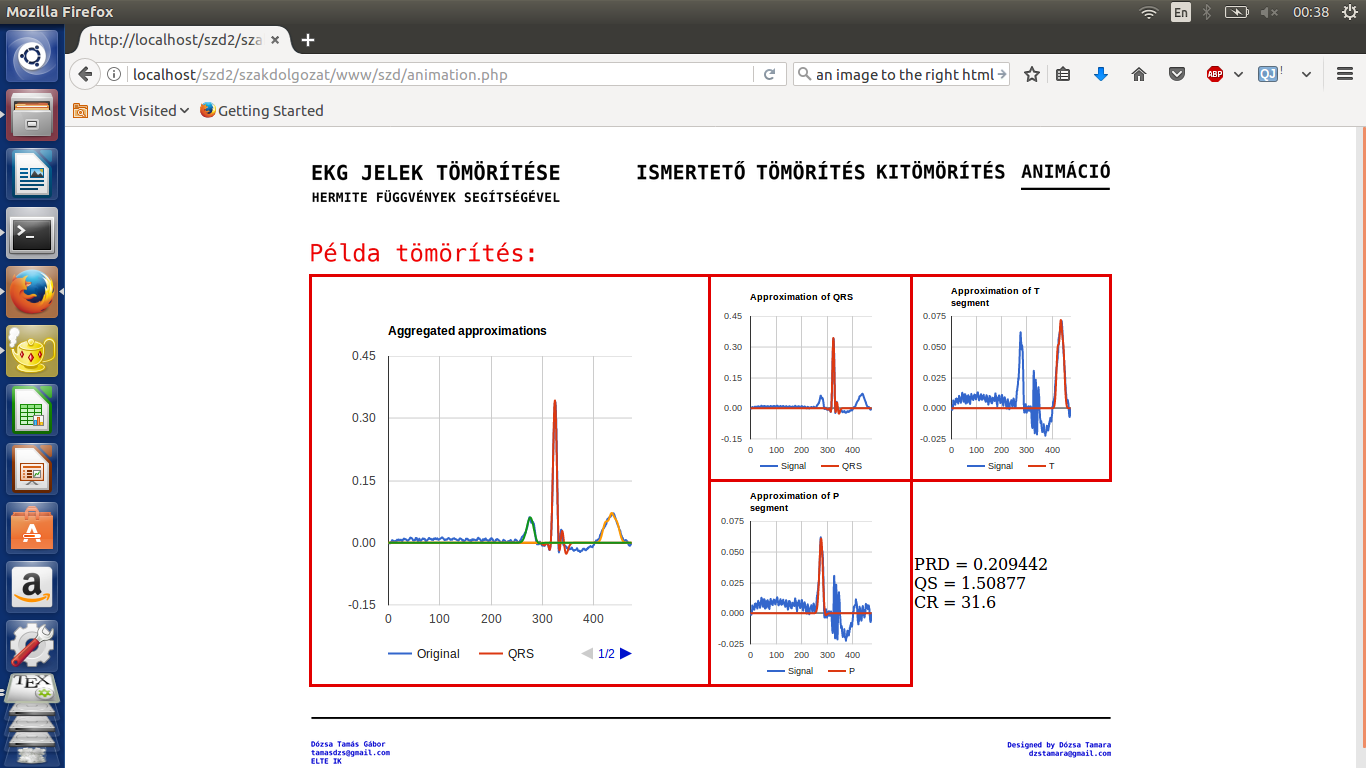 Mozilla Firefox
En
00:38
http://localhost/szd2/sza
localhost/szd2/szakdolgozat/www/szd/animation.php
an image to the right html
ABP
QJ !
Most Visited
Getting Started
EKG JELEK TÖMÖRÍTÉSE
HERMITE FÜGGVÉNYEK SEGÍTSÉGÉVEL
ISMERTETŐ TÖMÖRÍTÉS KITÖMÖRÍTÉS ANIMÁCIÓ
Példa tömörítés:
Aggregated approximations
0.45
0.30
0.15
0.00
-0.15
0 100 200 300 400
Original QRS 1/2
Approximation of QRS
0.45
0.30
0.15
0.00
-0.15
0 100 200 300 400
Signal QRS
Approximation of T
segment
0.075
0.050
0.025
0.000
-0.025
0 100 200 300 400
Signal T
Approximation of P
segment
0.075
0.050
0.025
0.000
-0.025
0 100 200 300 400
Signal P
PRD = 0.209442
QS = 1.50877
CR = 31.6
Dózsa Tamás Gábor
tamasdzs@gmail.com
ELTE IK
Designed by Dózsa Tamara
dzstamara@gmail.com
>_
A
a
TEX